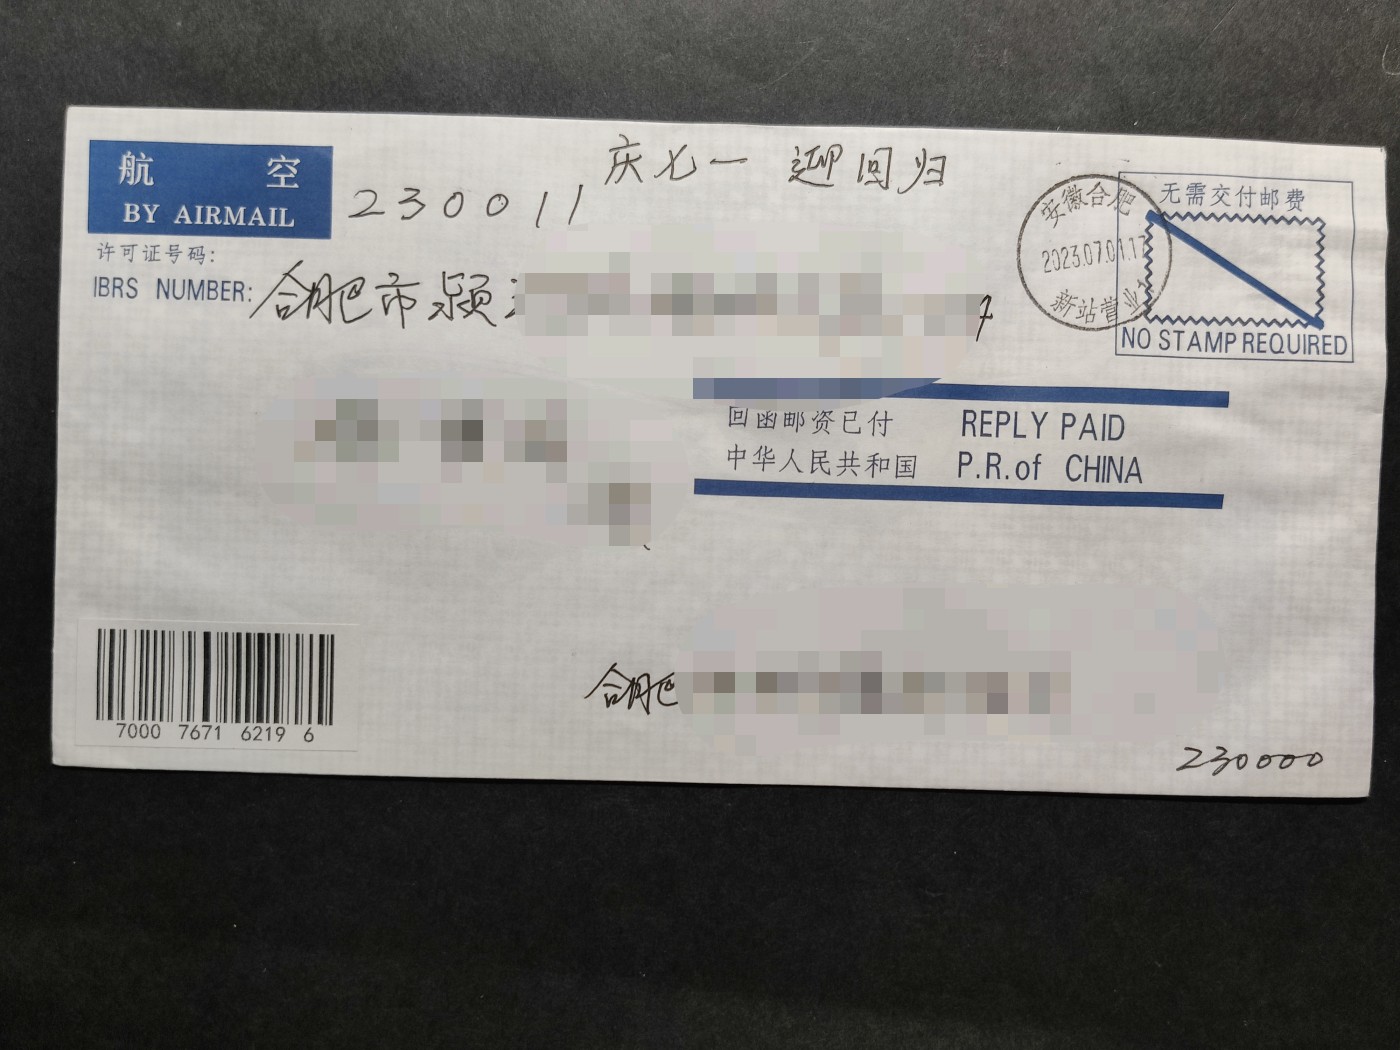 航 空
BY AIRMAIL
许可证号码:
IBRS NUMBER:
230011
庆七一 迎回归
合肥市颍
安徽合肥
2023.07.01.17
新站营业
无需交付邮费
NO STAMP REQUIRED
回函邮资已付 REPLY PAID
中华人民共和国 P.R.of CHINA
合肥
230000
7000 7671 6219 6